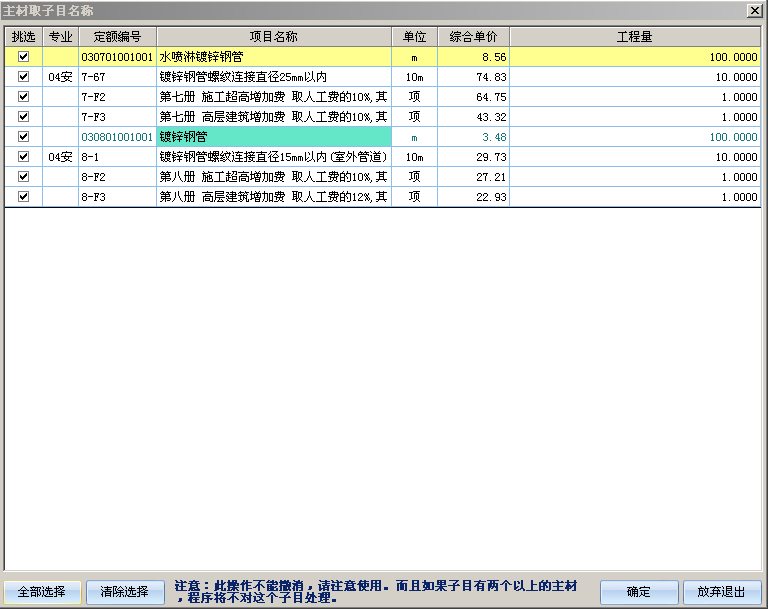 主材取子目名称
挑选 专业 定额编号 项目名称 单位 综合单价 工程量
030701001001 水喷淋镀锌钢管 m 8.56 100.0000
04安 7-67 镀锌钢管螺纹连接直径25mm以内 10m 74.83 10.0000
7-F2 第七册 施工超高增加费 取人工费的10%,其 项 64.75 1.0000
7-F3 第七册 高层建筑增加费 取人工费的10%,其 项 43.32 1.0000
030801001001 镀锌钢管 m 3.48 100.0000
04安 8-1 镀锌钢管螺纹连接直径15mm以内(室外管道) 10m 29.73 10.0000
8-F2 第八册 施工超高增加费 取人工费的10%,其 项 27.21 1.0000
8-F3 第八册 高层建筑增加费 取人工费的12%,其 项 22.93 1.0000
全部选择 清除选择 注意：此操作不能撤消，请注意使用。而且如果子目有两个以上的主材
，程序将不对这个子目处理。 确定 放弃退出